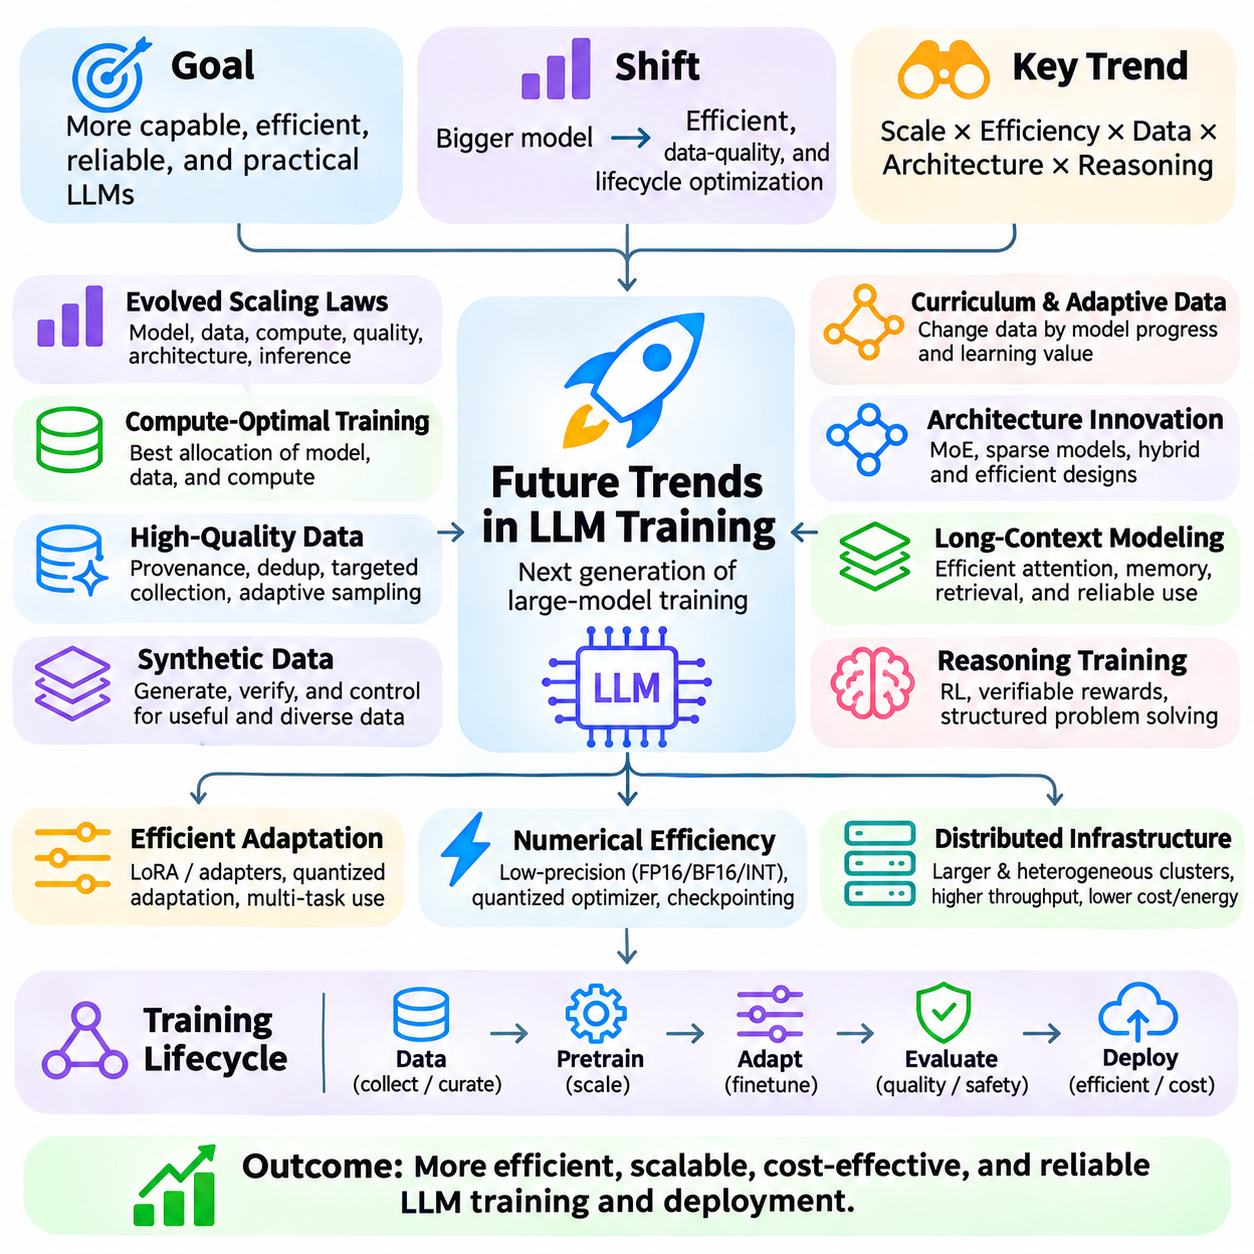 Goal
More capable, efficient,
reliable, and practical
LLMs
Shift
Bigger model
Efficient,
data-quality, and
lifecycle optimization
Key Trend
Scale × Efficiency × Data ×
Architecture × Reasoning
Evolved Scaling Laws
Model, data, compute, quality,
architecture, inference
Compute-Optimal Training
Best allocation of model,
data, and compute
High-Quality Data
Provenance, dedup, targeted
collection, adaptive sampling
Synthetic Data
Generate, verify, and control
for useful and diverse data
Future Trends
in LLM Training
Next generation of
large-model training
LLM
Curriculum & Adaptive Data
Change data by model progress
and learning value
Architecture Innovation
MoE, sparse models, hybrid
and efficient designs
Long-Context Modeling
Efficient attention, memory,
retrieval, and reliable use
Reasoning Training
RL, verifiable rewards,
structured problem solving
Efficient Adaptation
LoRA / adapters, quantized
adaptation, multi-task use
Numerical Efficiency
Low-precision (FP16/BF16/INT),
quantized optimizer, checkpointing
Distributed Infrastructure
Larger & heterogeneous clusters,
higher throughput, lower cost/energy
Training
Lifecycle
Data
(collect / curate)
Pretrain
(scale)
Adapt
(finetune)
Evaluate
(quality / safety)
Deploy
(efficient / cost)
Outcome: More efficient, scalable, cost-effective, and reliable
LLM training and deployment.